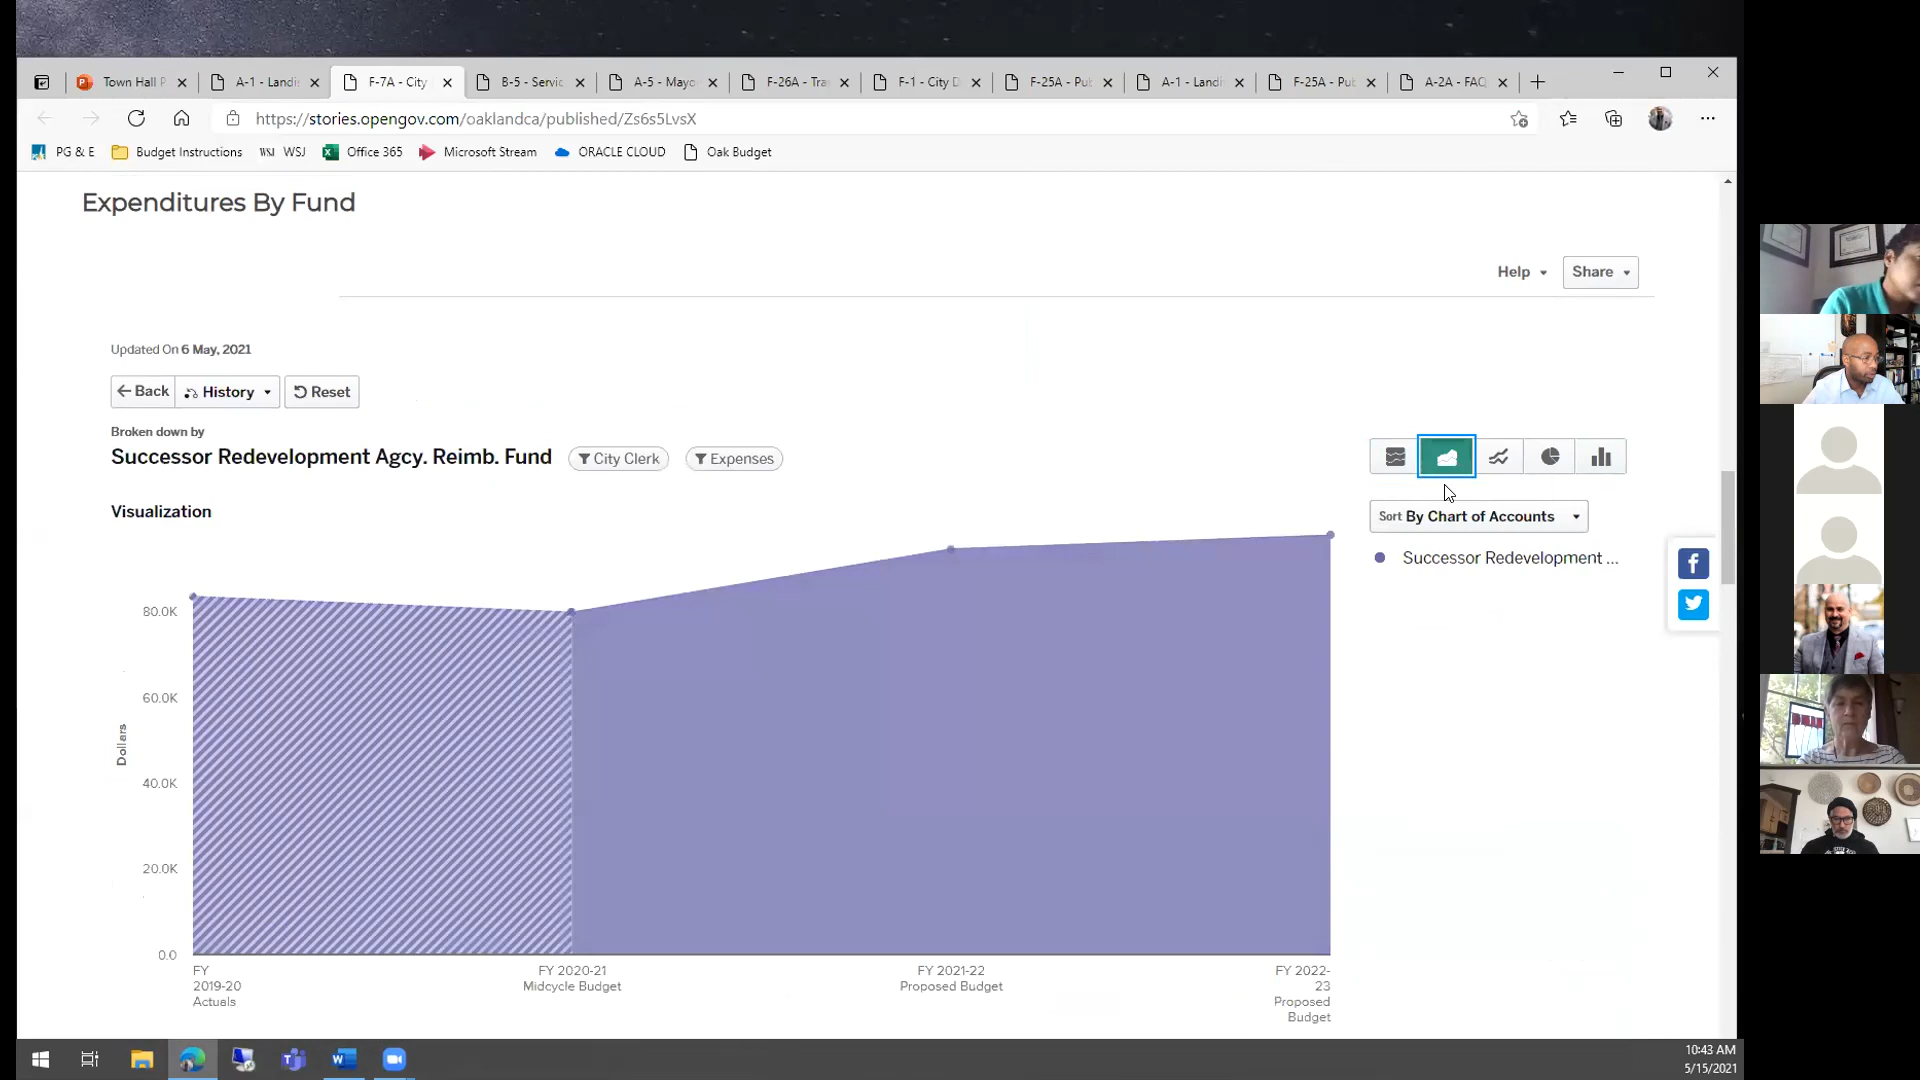 Town Hall P
A-1 - Landi
F-7A - City
B-5 - Servic
A-5 - Mayo
F-26A - Tra
F-1 - City D
F-25A - Put
A-1 - Landi
F-25A - Put
A-2A - FAQ
https://stories.opengov.com/oaklandca/published/Zs6s5LvsX
PG & E
Budget Instructions
WSJ WSJ
Office 365
Microsoft Stream
ORACLE CLOUD
Oak Budget
Expenditures By Fund
Help
Share
Updated On 6 May, 2021
Back
History
Reset
Broken down by
Successor Redevelopment Agcy. Reimb. Fund
City Clerk
Expenses
Visualization
Sort By Chart of Accounts
Successor Redevelopment ...
80.0K
60.0K
40.0K
20.0K
0.0
Dollars
FY
2019-20
Actuals
FY 2020-21
Midcycle Budget
FY 2021-22
Proposed Budget
FY 2022-
23
Proposed
Budget
10:43 AM
5/15/2021